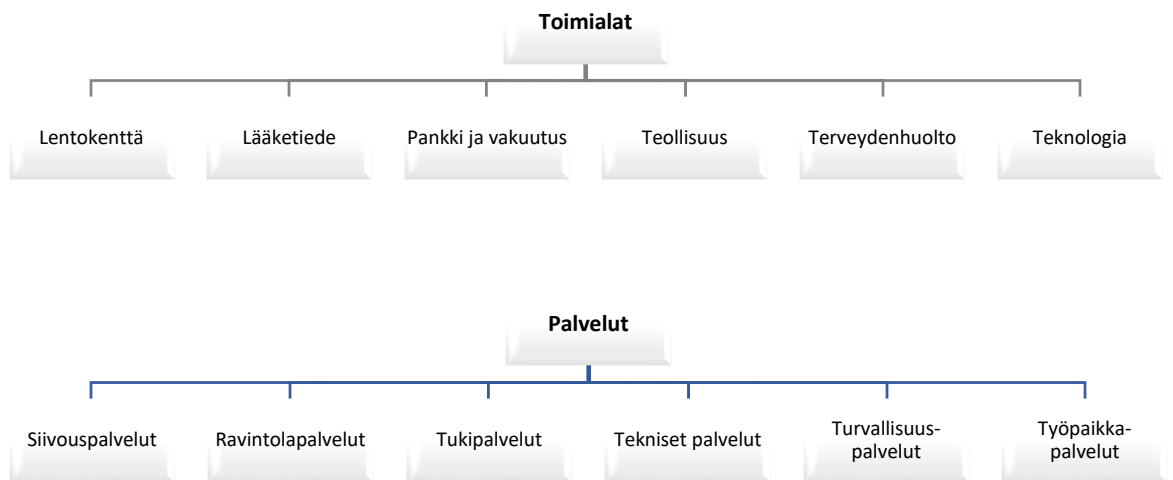 Toimialat
Lentokenttä
Lääketiede
Pankki ja vakuutus
Teollisuus
Terveydenhuolto
Teknologia
Palvelut
Siivouspalvelut
Ravintolapalvelut
Tukipalvelut
Tekniset palvelut
Turvallisuus-
palvelut
Työpaikka-
palvelut